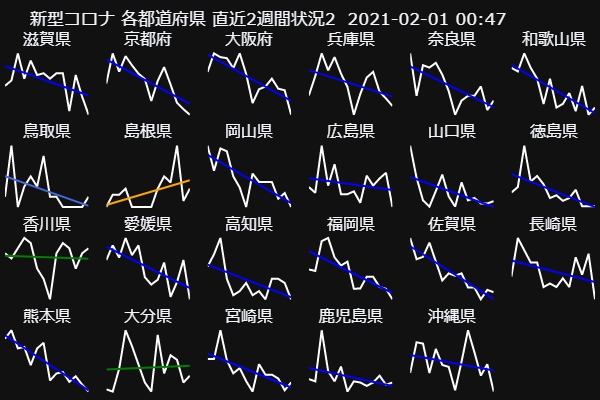 新型コロナ 各都道府県 直近2週間状況2 2021-02-01 00:47
滋賀県 京都府 大阪府 兵庫県 奈良県 和歌山県
鳥取県 島根県 岡山県 広島県 山口県 徳島県
香川県 愛媛県 高知県 福岡県 佐賀県 長崎県
熊本県 大分県 宮崎県 鹿児島県 沖縄県